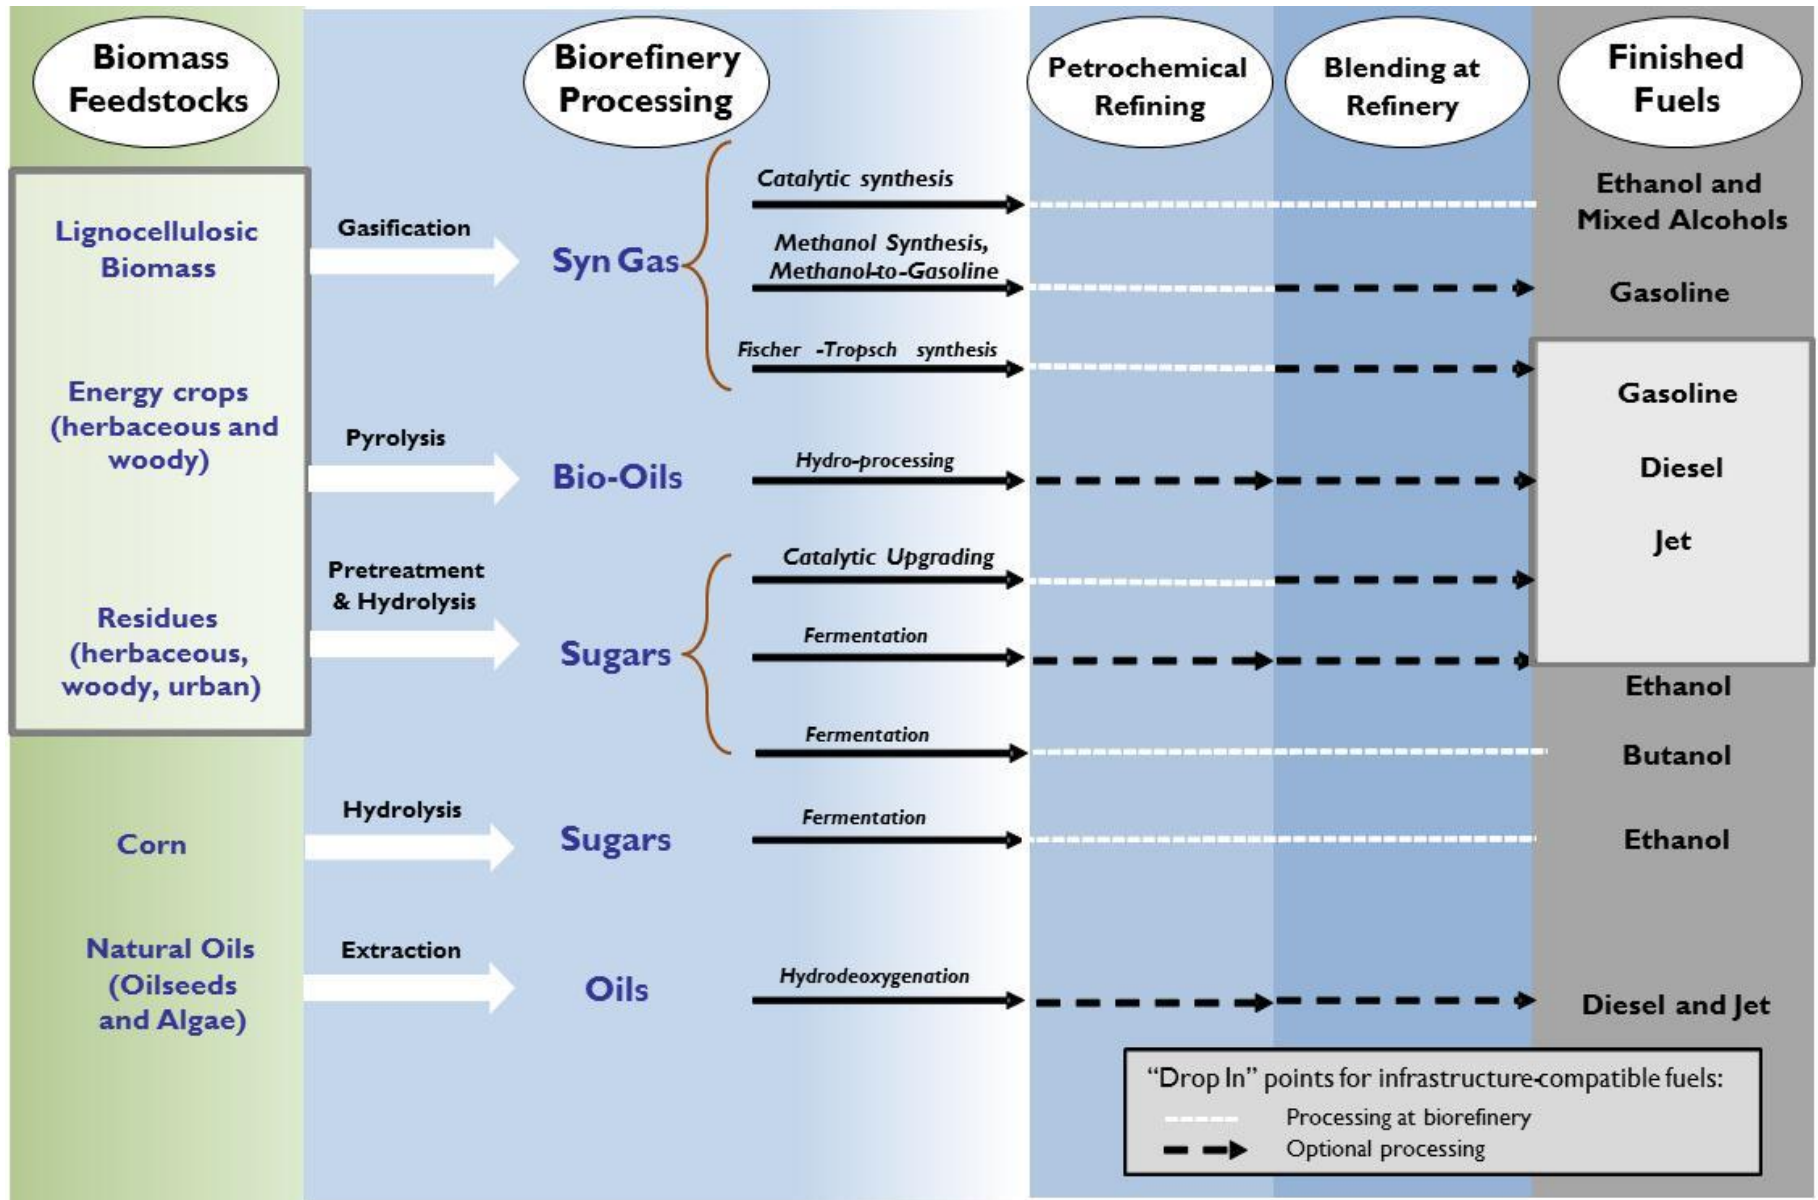 Biomass
Feedstocks
Biorefinery
Processing
Petrochemical
Refining
Blending at
Refinery
Finished
Fuels
Lignocellulosic
Biomass
Energy crops
(herbaceous and
woody)
Residues
(herbaceous,
woody, urban)
Corn
Natural Oils
(Oilseeds
and Algae)
Gasification
Pyrolysis
Pretreatment
& Hydrolysis
Hydrolysis
Extraction
Syn Gas
Bio-Oils
Sugars
Sugars
Oils
Catalytic synthesis
Methanol Synthesis,
Methanol-to-Gasoline
Fischer -Tropsch synthesis
Hydro-processing
Catalytic Upgrading
Fermentation
Fermentation
Fermentation
Hydrodeoxygenation
Ethanol and
Mixed Alcohols
Gasoline
Gasoline
Diesel
Jet
Ethanol
Butanol
Ethanol
Diesel and Jet
“Drop In” points for infrastructure-compatible fuels:
Processing at biorefinery
Optional processing